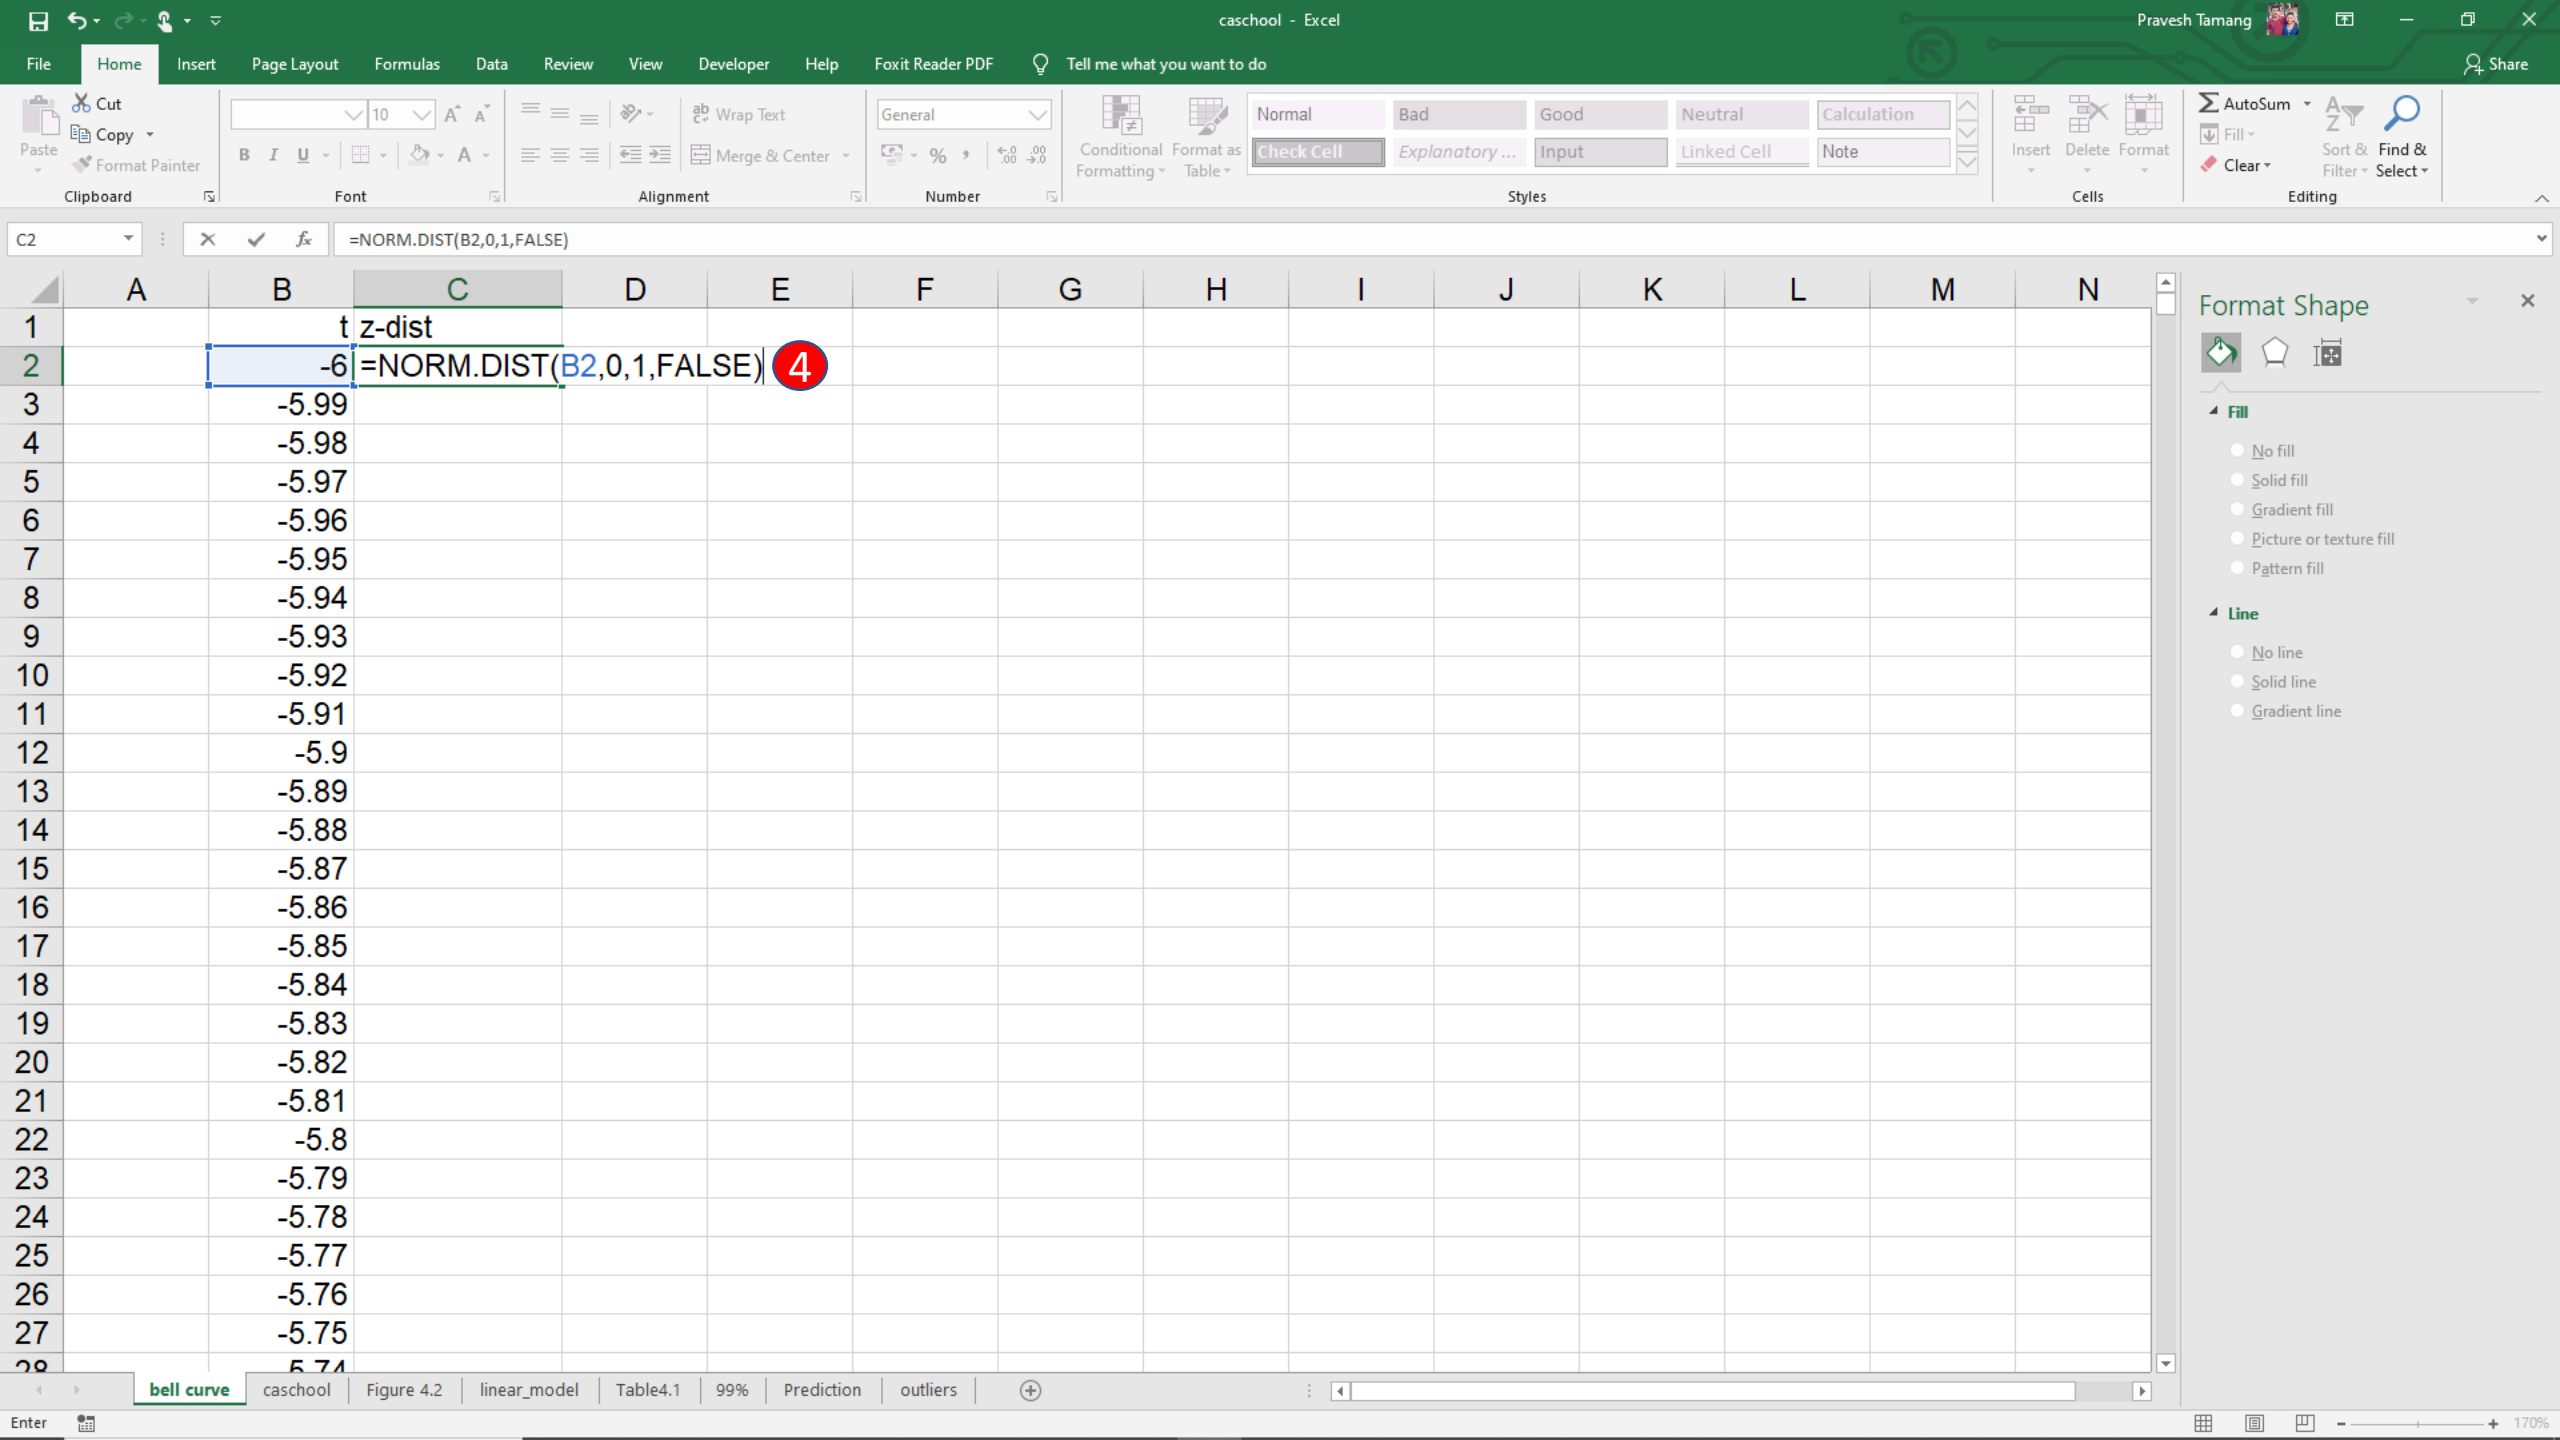 caschool - Excel
Pravesh Tamang
File Home Insert Page Layout Formulas Data Review View Developer Help Foxit Reader PDF Tell me what you want to do Share
Cut
Copy
Format Painter
Paste
Clipboard
10
B I U A
Font
Wrap Text
Merge & Center
Alignment
General
%
Number
Conditional Formatting
Format as Table
Normal Bad Good Neutral Calculation
Check Cell Explanatory ... Input Linked Cell Note
Styles
Insert Delete Format
Cells
AutoSum
Fill
Clear
Sort & Filter
Find & Select
Editing
C2 fx =NORM.DIST(B2,0,1,FALSE)
A B C D E F G H I J K L M N
1 t z-dist
2 -6 =NORM.DIST(B2,0,1,FALSE) 4
3 -5.99
4 -5.98
5 -5.97
6 -5.96
7 -5.95
8 -5.94
9 -5.93
10 -5.92
11 -5.91
12 -5.9
13 -5.89
14 -5.88
15 -5.87
16 -5.86
17 -5.85
18 -5.84
19 -5.83
20 -5.82
21 -5.81
22 -5.8
23 -5.79
24 -5.78
25 -5.77
26 -5.76
27 -5.75
28 -5.74
Format Shape
Fill
No fill
Solid fill
Gradient fill
Picture or texture fill
Pattern fill
Line
No line
Solid line
Gradient line
bell curve caschool Figure 4.2 linear_model Table4.1 99% Prediction outliers
Enter
170%